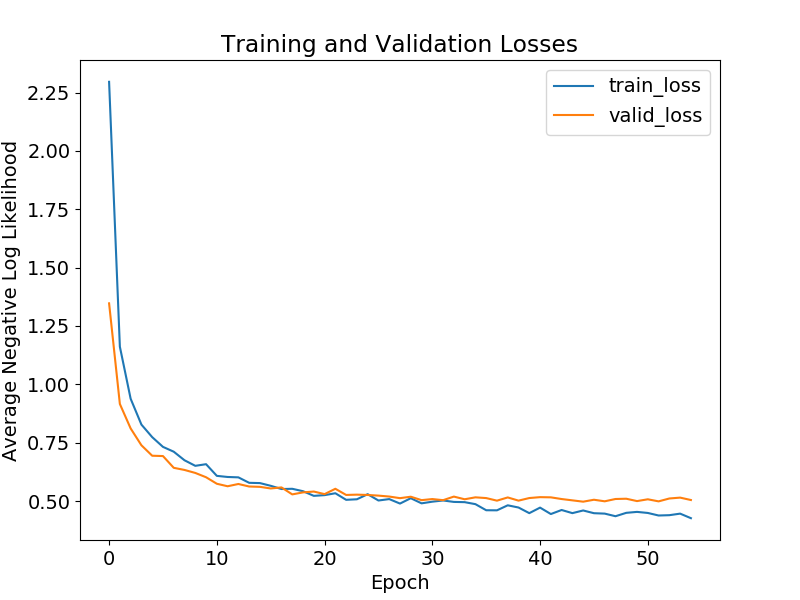 Training and Validation Losses
train_loss
valid_loss
Average Negative Log Likelihood
2.25
2.00
1.75
1.50
1.25
1.00
0.75
0.50
0 10 20 30 40 50
Epoch